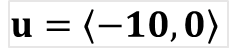 u = ⟨−10, 0⟩